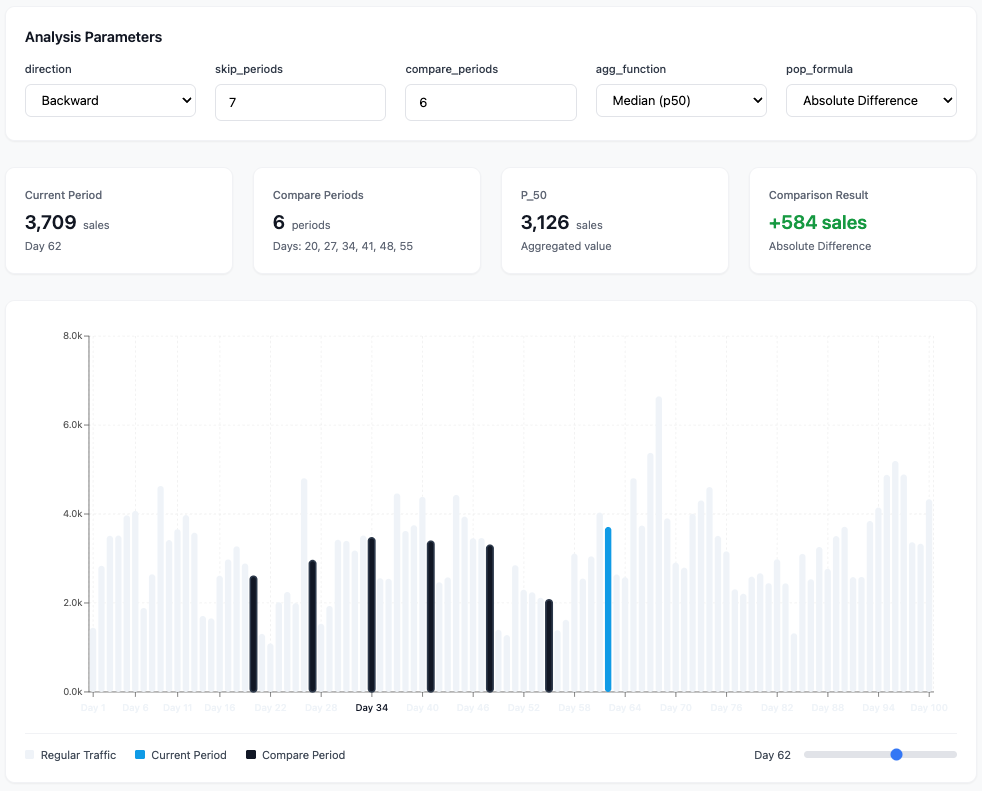 Analysis Parameters
direction skip_periods compare_periods agg_function pop_formula
Backward 7 6 Median (p50) Absolute Difference
Current Period Compare Periods P_50 Comparison Result
3,709 sales 6 periods 3,126 sales +584 sales
Day 62 Days: 20, 27, 34, 41, 48, 55 Aggregated value Absolute Difference
8.0k
6.0k
4.0k
2.0k
0.0k
Day 1 Day 6 Day 11 Day 16 Day 22 Day 28 Day 34 Day 40 Day 46 Day 52 Day 58 Day 64 Day 70 Day 76 Day 82 Day 88 Day 94 Day 100
Regular Traffic Current Period Compare Period Day 62